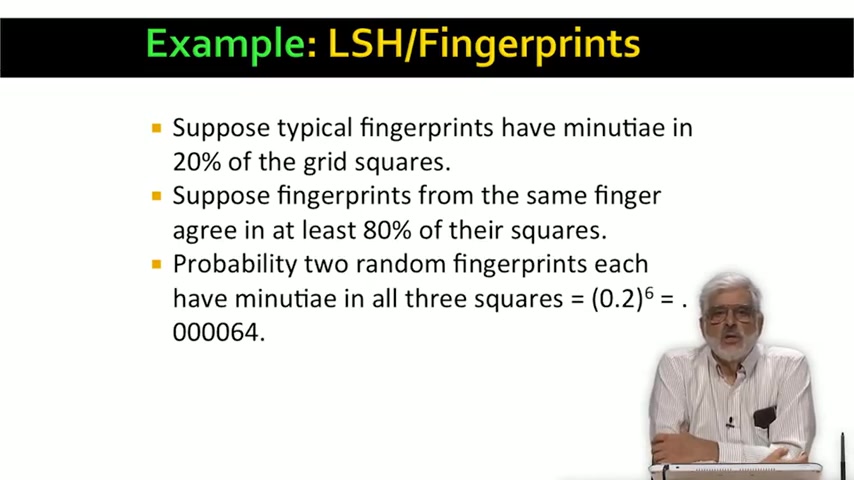 Example: LSH/Fingerprints
Suppose typical fingerprints have minutiae in
20% of the grid squares.
Suppose fingerprints from the same finger
agree in at least 80% of their squares.
Probability two random fingerprints each
have minutiae in all three squares = (0.2)⁶ = .
000064.